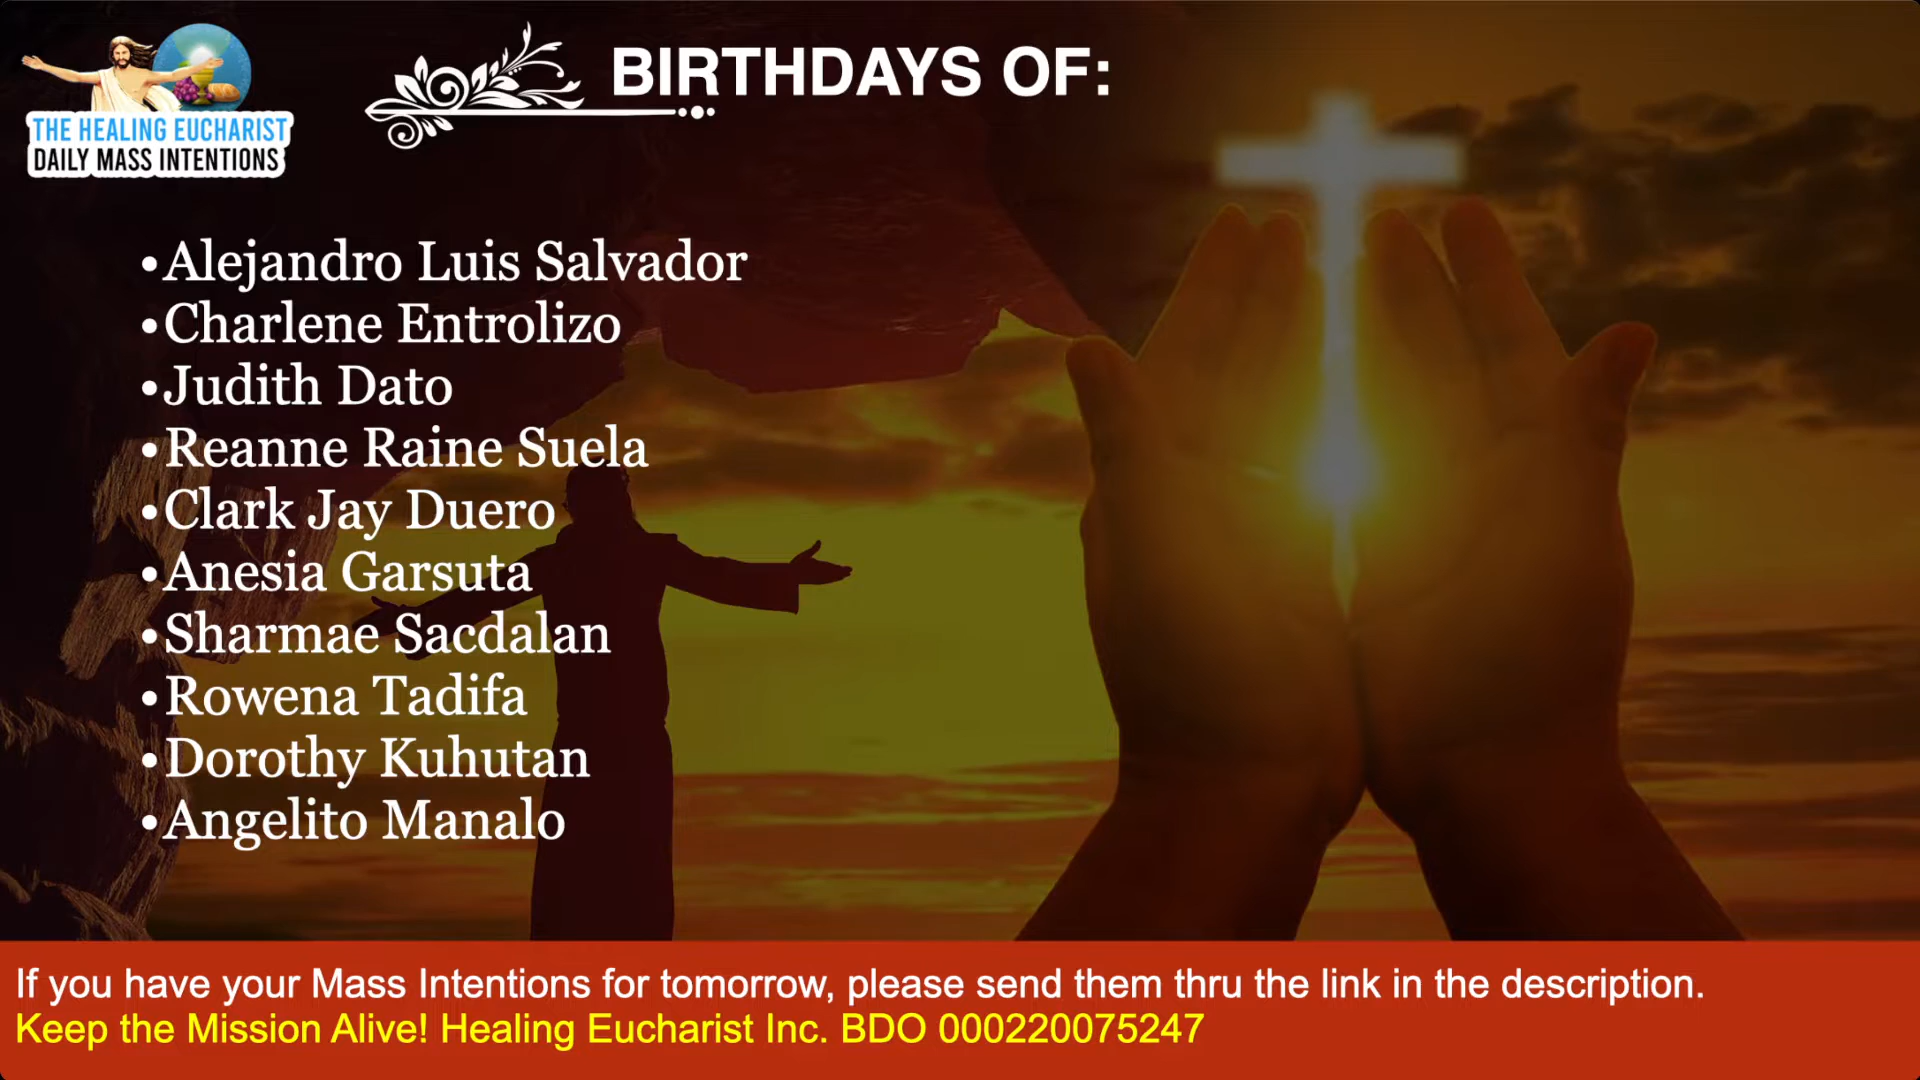 THE HEALING EUCHARIST
DAILY MASS INTENTIONS
BIRTHDAYS OF:
•Alejandro Luis Salvador
•Charlene Entrolizo
•Judith Dato
•Reanne Raine Suela
•Clark Jay Duero
•Anesia Garsuta
•Sharmae Sacdalan
•Rowena Tadifa
•Dorothy Kuhutan
•Angelito Manalo
If you have your Mass Intentions for tomorrow, please send them thru the link in the description.
Keep the Mission Alive! Healing Eucharist Inc. BDO 000220075247